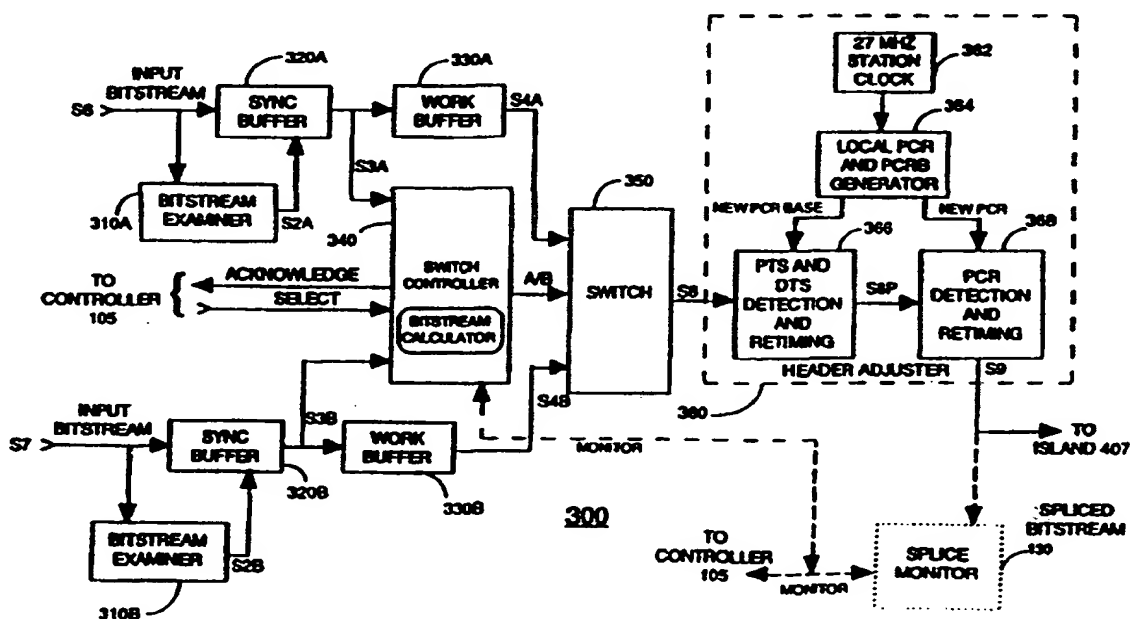 27 MHZ
STATION
CLOCK
362
364
LOCAL PCR
AND PCRB
GENERATOR
NEW PCR BASE
NEW PCR
366
368
PTS AND
DTS
DETECTION
AND
RETIMING
S8P
PCR
DETECTION
AND
RETIMING
HEADER ADJUSTER
360
S9
TO
ISLAND 407
SPLICED
BITSTREAM
130
SPLICE
MONITOR
320A
330A
INPUT
BITSTREAM
S6
SYNC
BUFFER
WORK
BUFFER
S4A
S3A
310A
BITSTREAM
EXAMINER
S2A
340
350
TO
CONTROLLER
105
ACKNOWLEDGE
SELECT
SWITCH
CONTROLLER
BITSTREAM
CALCULATOR
A/B
SWITCH
S8
S4B
INPUT
BITSTREAM
S7
SYNC
BUFFER
S3B
WORK
BUFFER
MONITOR
320B
330B
BITSTREAM
EXAMINER
S2B
310B
300
TO
CONTROLLER
105
MONITOR